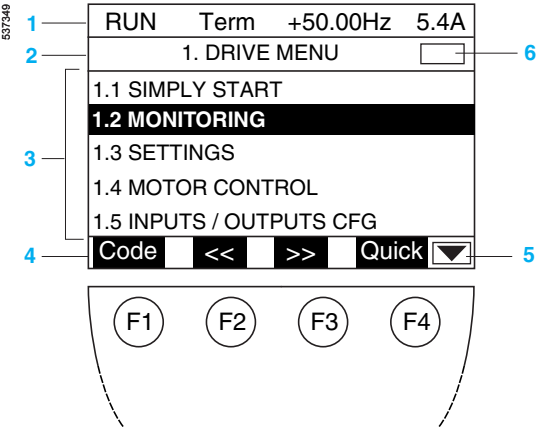 537349
1 RUN Term +50.00Hz 5.4A
2 1. DRIVE MENU 6
1.1 SIMPLY START
1.2 MONITORING
3 1.3 SETTINGS
1.4 MOTOR CONTROL
1.5 INPUTS / OUTPUTS CFG
4 Code << >> Quick 5
F1 F2 F3 F4